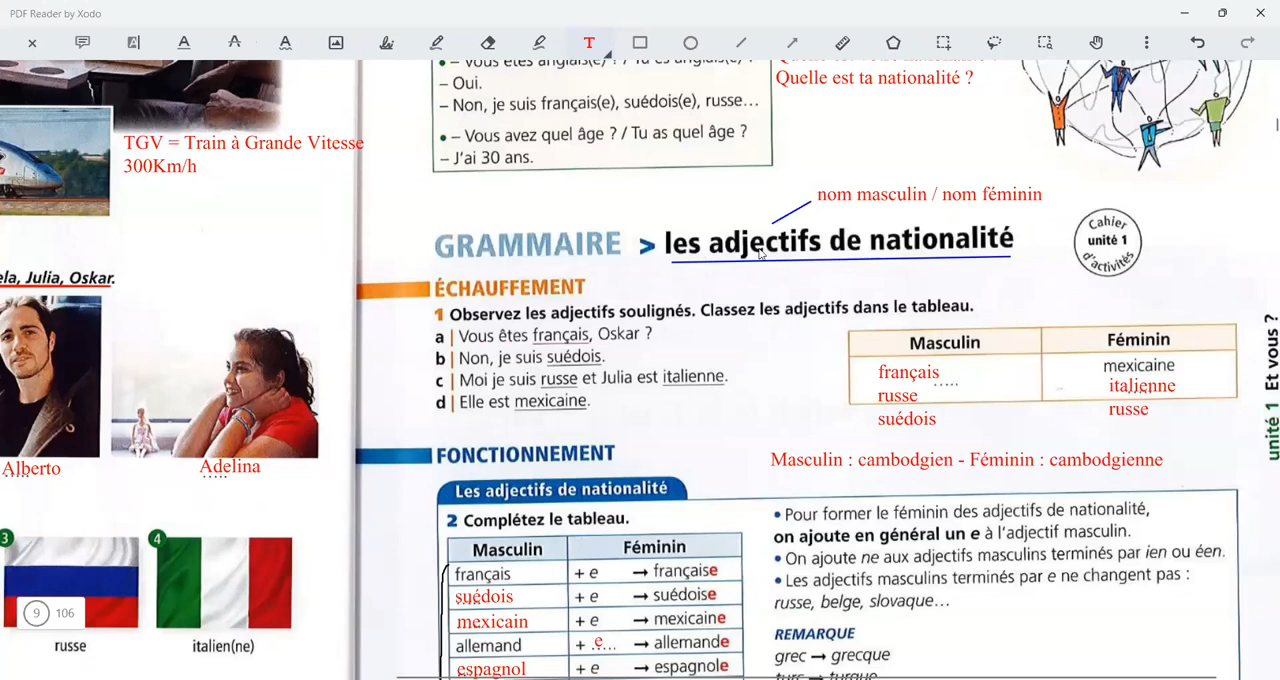 PDF Reader by Xodo
TGV = Train à Grande Vitesse
300Km/h
ela, Julia, Oskar.
Alberto
.....
Adelina
.....
3
4
9 106
russe
italien(ne)
• – Vous êtes anglais(e) ? / Tu es anglais(e) ?
– Oui.
– Non, je suis français(e), suédois(e), russe…
• – Vous avez quel âge ? / Tu as quel âge ?
– J'ai 30 ans.
Quelle est ta nationalité ?
nom masculin / nom féminin
GRAMMAIRE > les adjectifs de nationalité
Cahier
unité 1
d'activités
ÉCHAUFFEMENT
1 Observez les adjectifs soulignés. Classez les adjectifs dans le tableau.
a | Vous êtes français, Oskar ?
b | Non, je suis suédois.
c | Moi je suis russe et Julia est italienne.
d | Elle est mexicaine.
Masculin Féminin
français mexicaine
..... italienne
russe russe
suédois
FONCTIONNEMENT
Masculin : cambodgien - Féminin : cambodgienne
Les adjectifs de nationalité
2 Complétez le tableau.
Masculin Féminin
français + e → française
suédois + e → suédoise
mexicain + e → mexicaine
allemand + e..... → allemande
espagnol + e → espagnole
• Pour former le féminin des adjectifs de nationalité,
on ajoute en général un e à l'adjectif masculin.
• On ajoute ne aux adjectifs masculins terminés par ien ou éen.
• Les adjectifs masculins terminés par e ne changent pas :
russe, belge, slovaque…
REMARQUE
grec → grecque
turc → turque
unité 1 Et vous ?